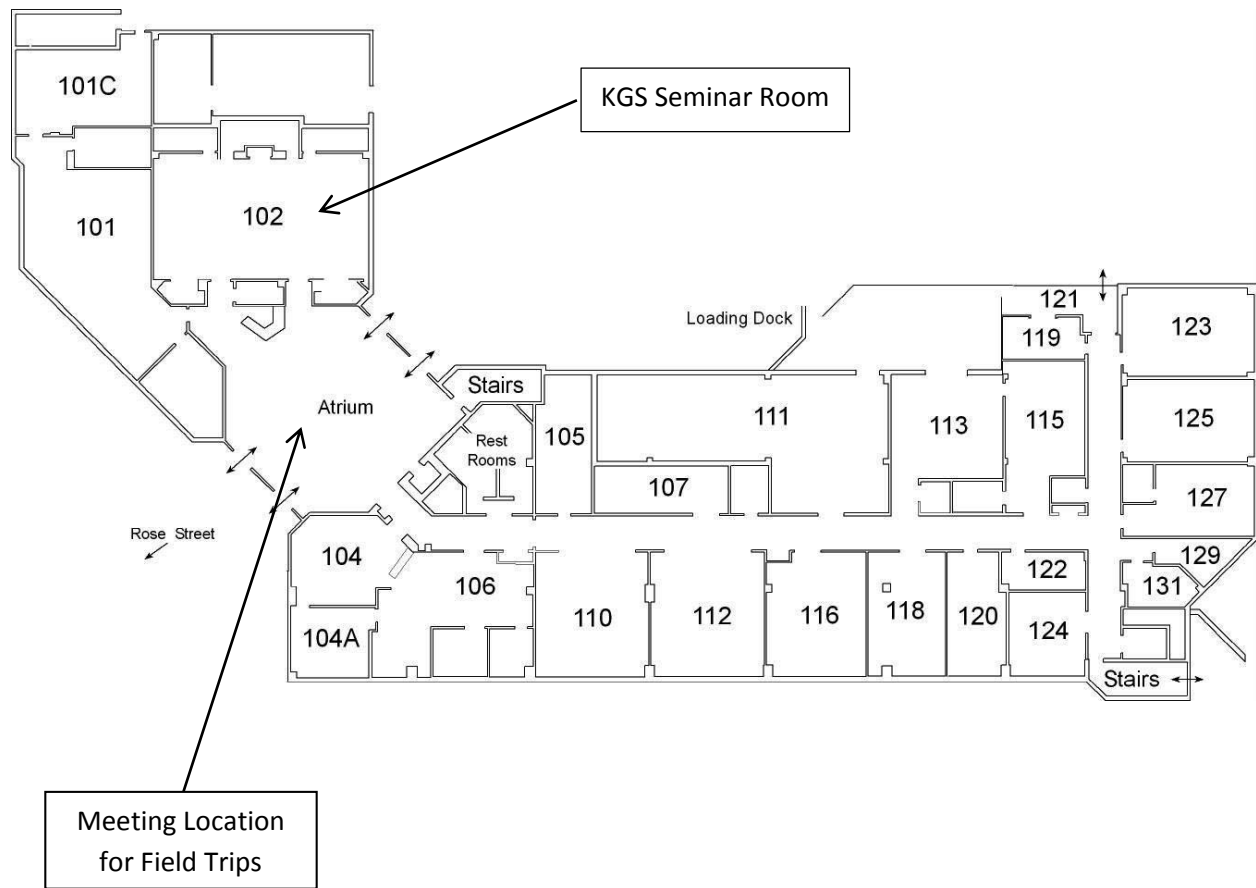 101C
KGS Seminar Room
101
102
121
Loading Dock
119
123
Stairs
Atrium
111
113
115
125
105
Rest
Rooms
107
127
Rose Street
104
106
122
129
131
110
112
116
118
120
124
104A
Stairs
Meeting Location
for Field Trips